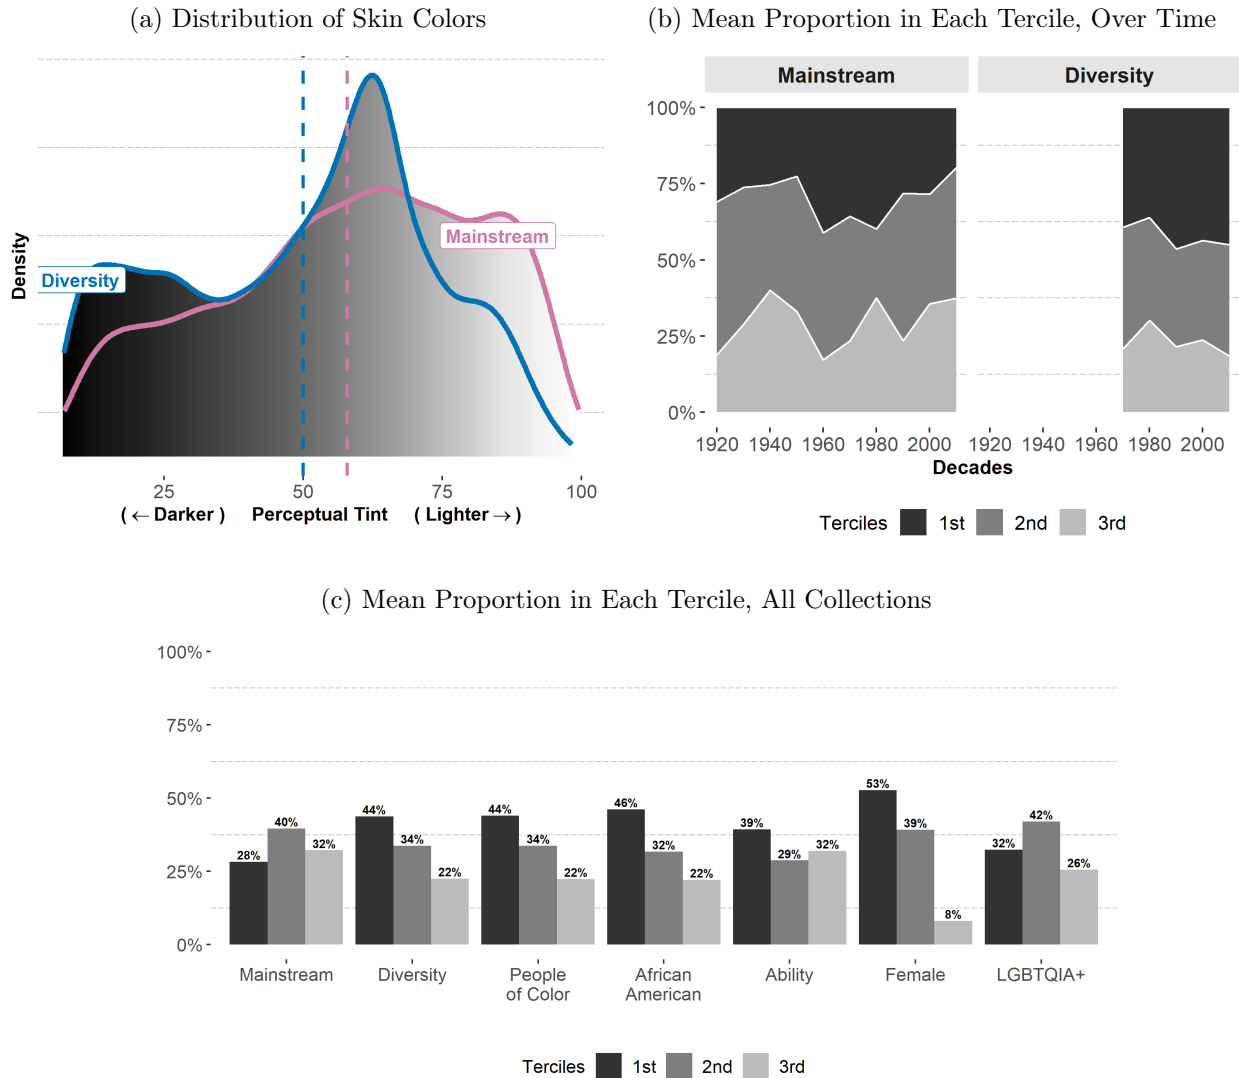 (a) Distribution of Skin Colors
Density
Diversity
Mainstream
25 50 75 100
( ← Darker ) Perceptual Tint ( Lighter → )
(b) Mean Proportion in Each Tercile, Over Time
Mainstream Diversity
100%
75%
50%
25%
0%
1920 1940 1960 1980 2000 1920 1940 1960 1980 2000
Decades
Terciles 1st 2nd 3rd
(c) Mean Proportion in Each Tercile, All Collections
100%
75%
50%
25%
0%
28% 40% 32% 44% 34% 22% 44% 34% 22% 46% 32% 22% 39% 29% 32% 53% 39% 8% 32% 42% 26%
Mainstream Diversity People African Ability Female LGBTQIA+
of Color American
Terciles 1st 2nd 3rd